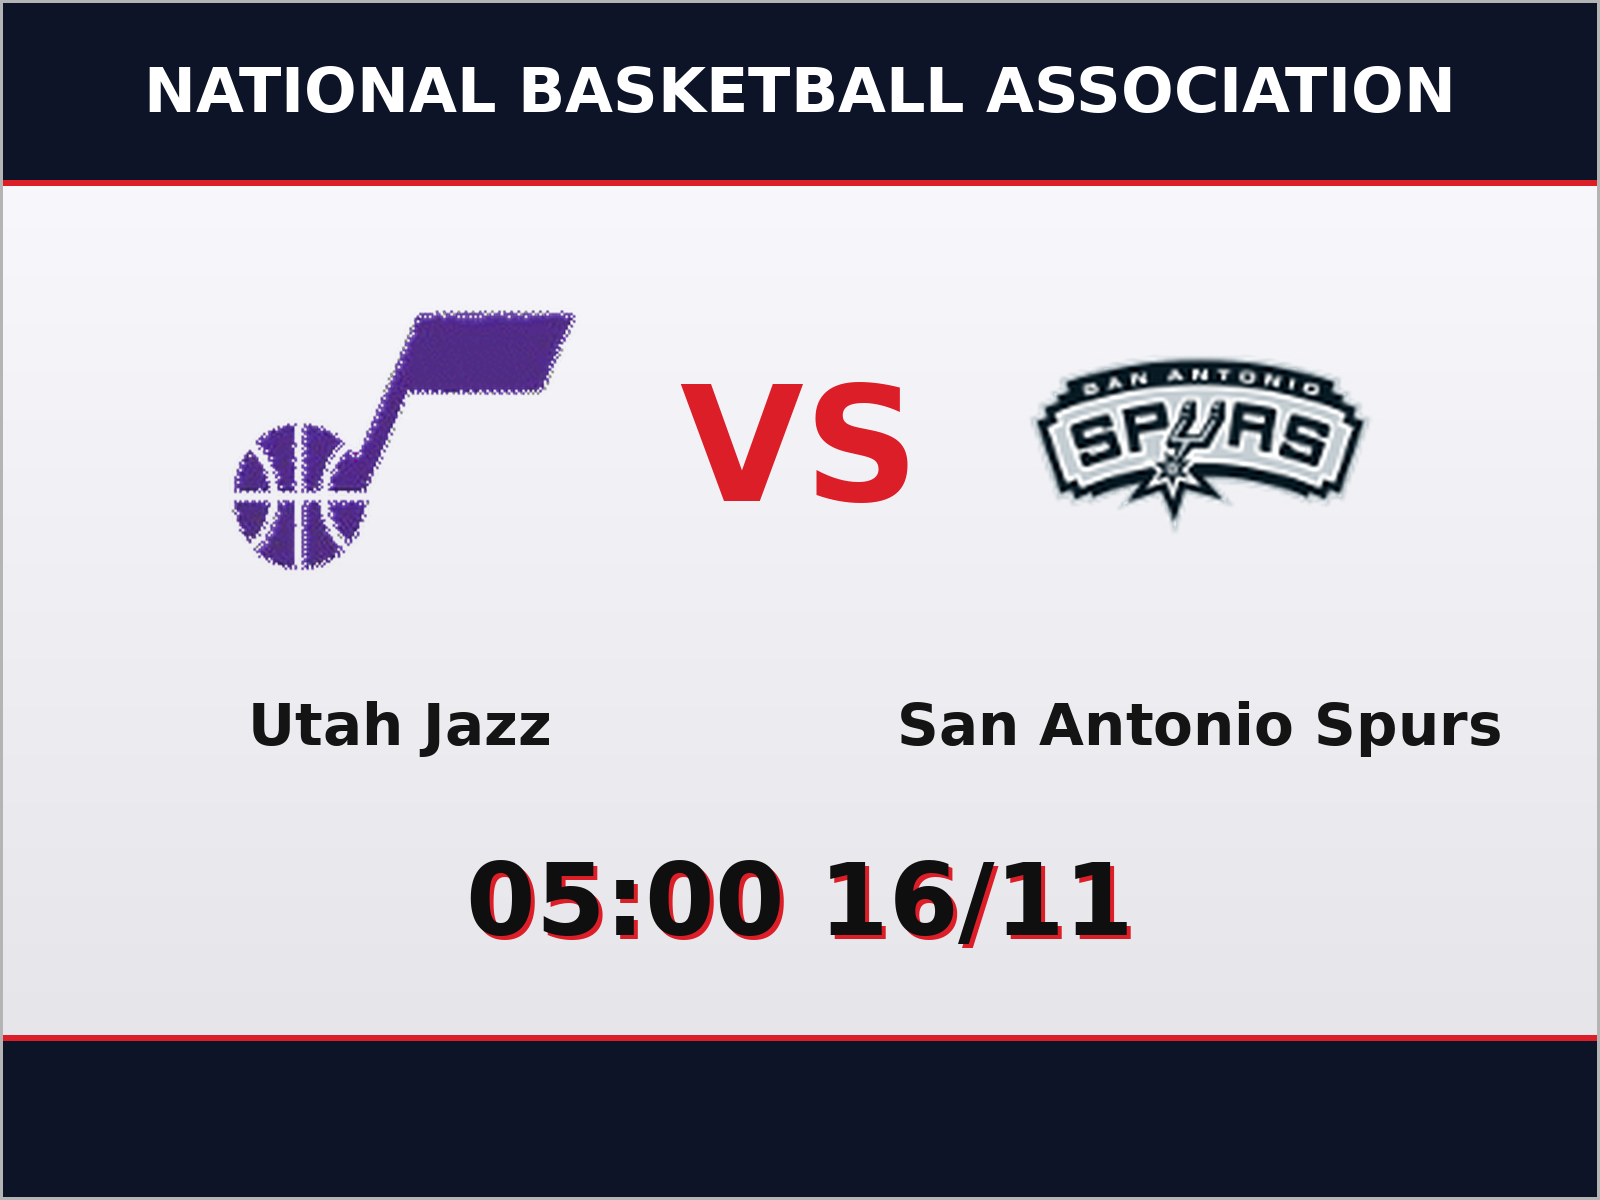 NATIONAL BASKETBALL ASSOCIATION
VS
SAN ANTONIO
SPURS
Utah Jazz
San Antonio Spurs
05:00 16/11